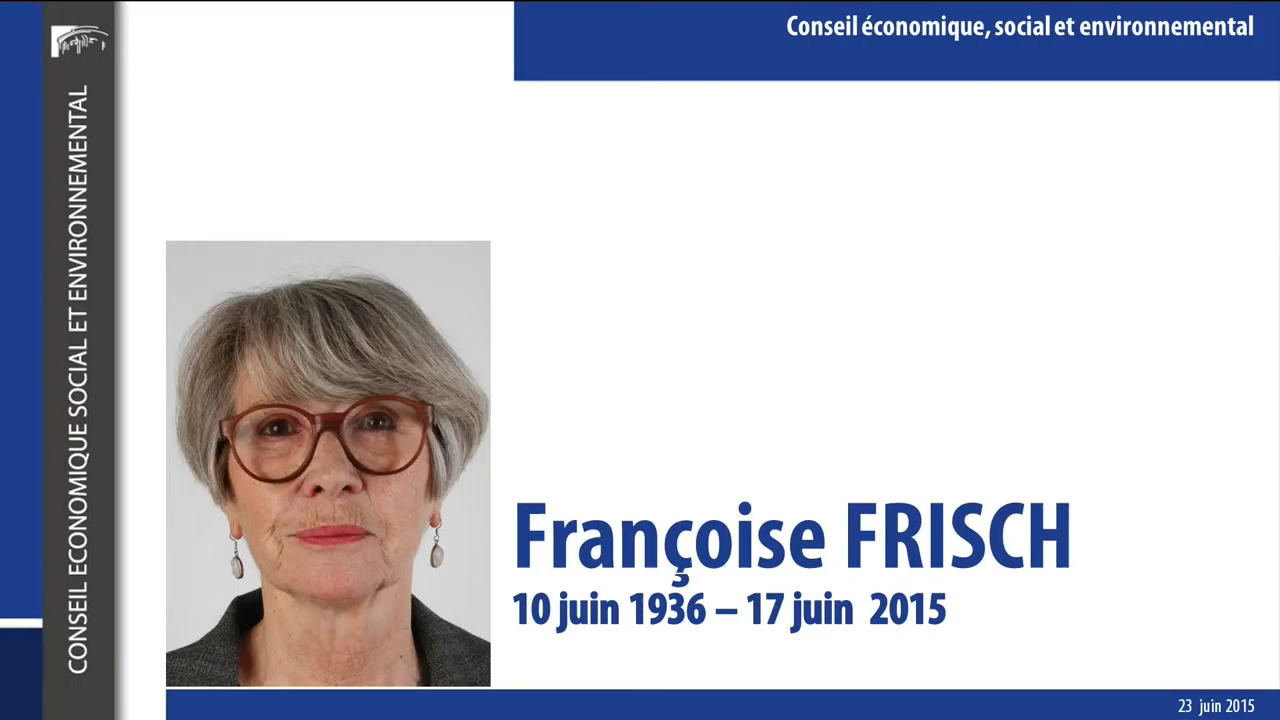 Conseil économique, social et environnemental
CONSEIL ECONOMIQUE SOCIAL ET ENVIRONNEMENTAL
Françoise FRISCH
10 juin 1936 – 17 juin 2015
23 juin 2015